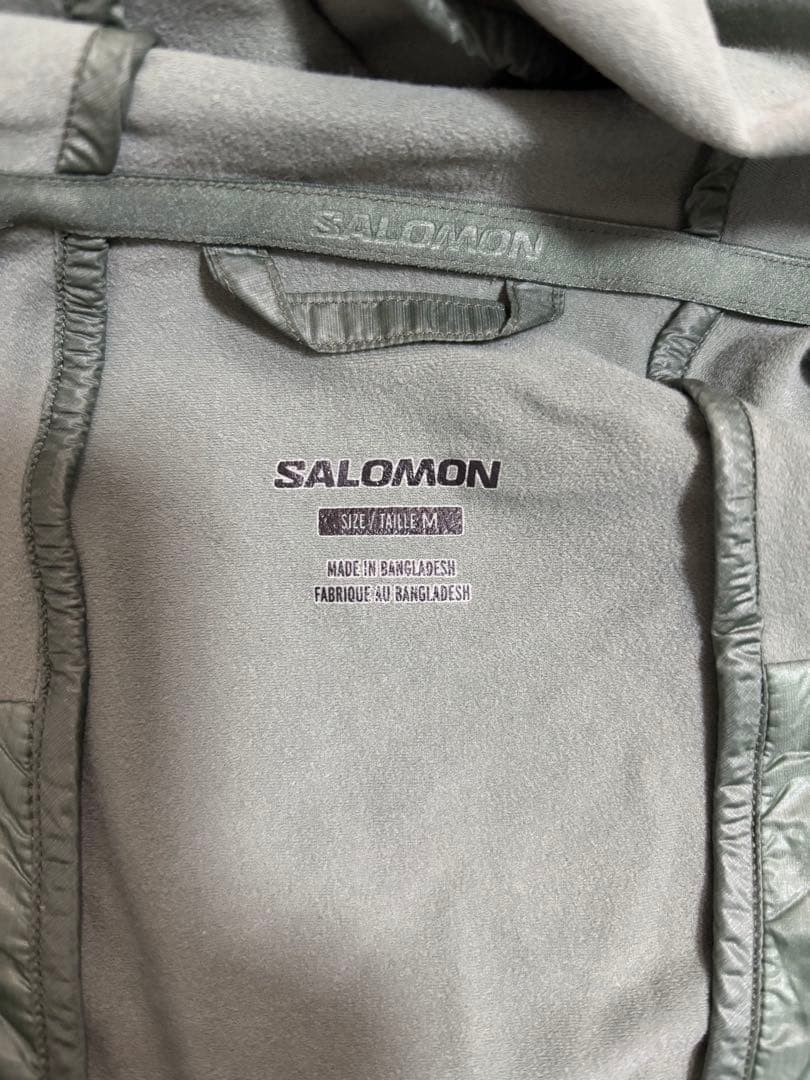 SALOMON
SALOMON
SIZE / TAILLE M
MADE IN BANGLADESH
FABRIQUE AU BANGLADESH